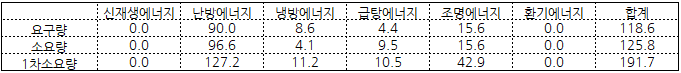 신재생에너지 난방에너지 냉방에너지 급탕에너지 조명에너지 환기에너지 합계
요구량 0.0 90.0 8.6 4.4 15.6 0.0 118.6
소요량 0.0 96.6 4.1 9.5 15.6 0.0 125.8
1차소요량 0.0 127.2 11.2 10.5 42.9 0.0 191.7